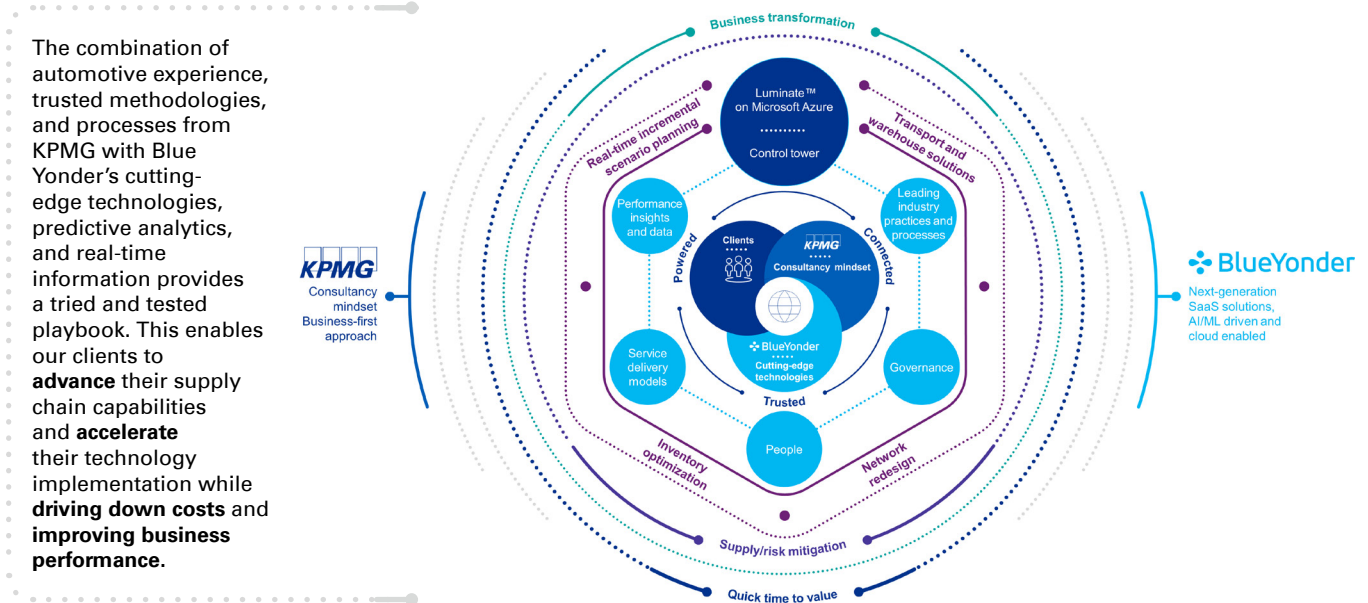 The combination of
automotive experience,
trusted methodologies,
and processes from
KPMG with Blue
Yonder’s cutting-
edge technologies,
predictive analytics,
and real-time
information provides
a tried and tested
playbook. This enables
our clients to
advance their supply
chain capabilities
and accelerate
their technology
implementation while
driving down costs and
improving business
performance.
KPMG
Consultancy
mindset
Business-first
approach
Business transformation
Real-time incremental
scenario planning
Luminate™
on Microsoft Azure
Control tower
Transport and
warehouse solutions
Performance
insights
and data
Leading
industry
practices and
processes
Powered
Clients
KPMG
Consultancy mindset
Connected
BlueYonder
Cutting-edge
technologies
Trusted
Service
delivery
models
Governance
People
Inventory
optimization
Network
redesign
Supply/risk mitigation
Quick time to value
BlueYonder
Next-generation
SaaS solutions,
AI/ML driven and
cloud enabled